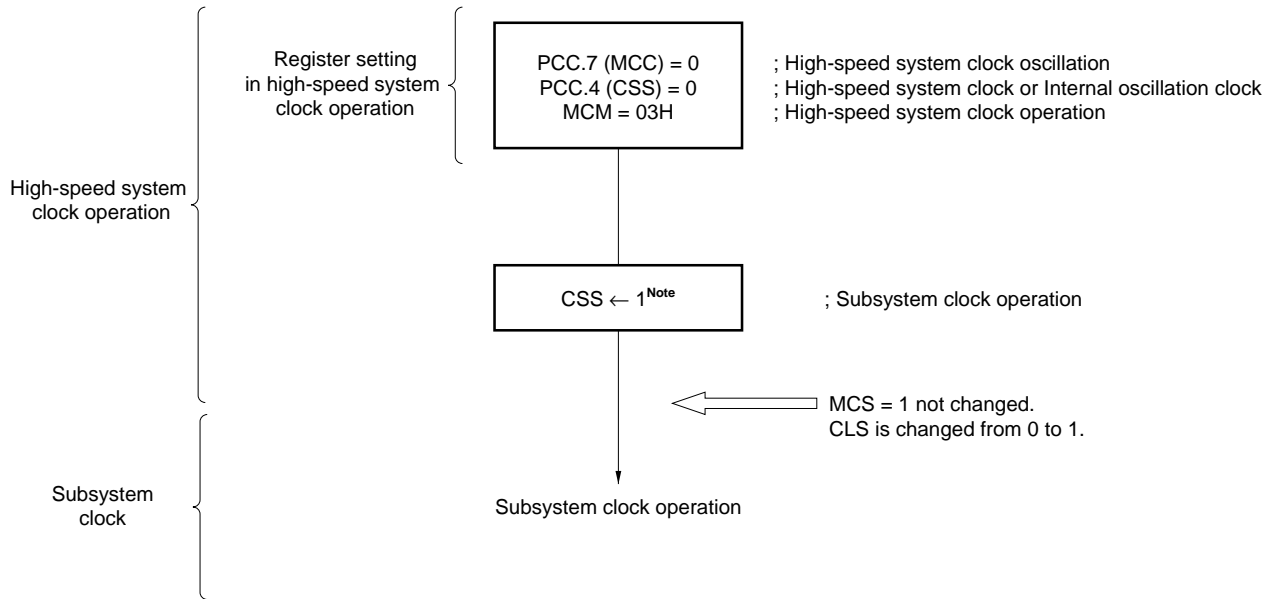 Register setting
in high-speed system
clock operation
PCC.7 (MCC) = 0
PCC.4 (CSS) = 0
MCM = 03H
; High-speed system clock oscillation
; High-speed system clock or Internal oscillation clock
; High-speed system clock operation
High-speed system
clock operation
CSS ← 1Note
; Subsystem clock operation
MCS = 1 not changed.
CLS is changed from 0 to 1.
Subsystem
clock
Subsystem clock operation